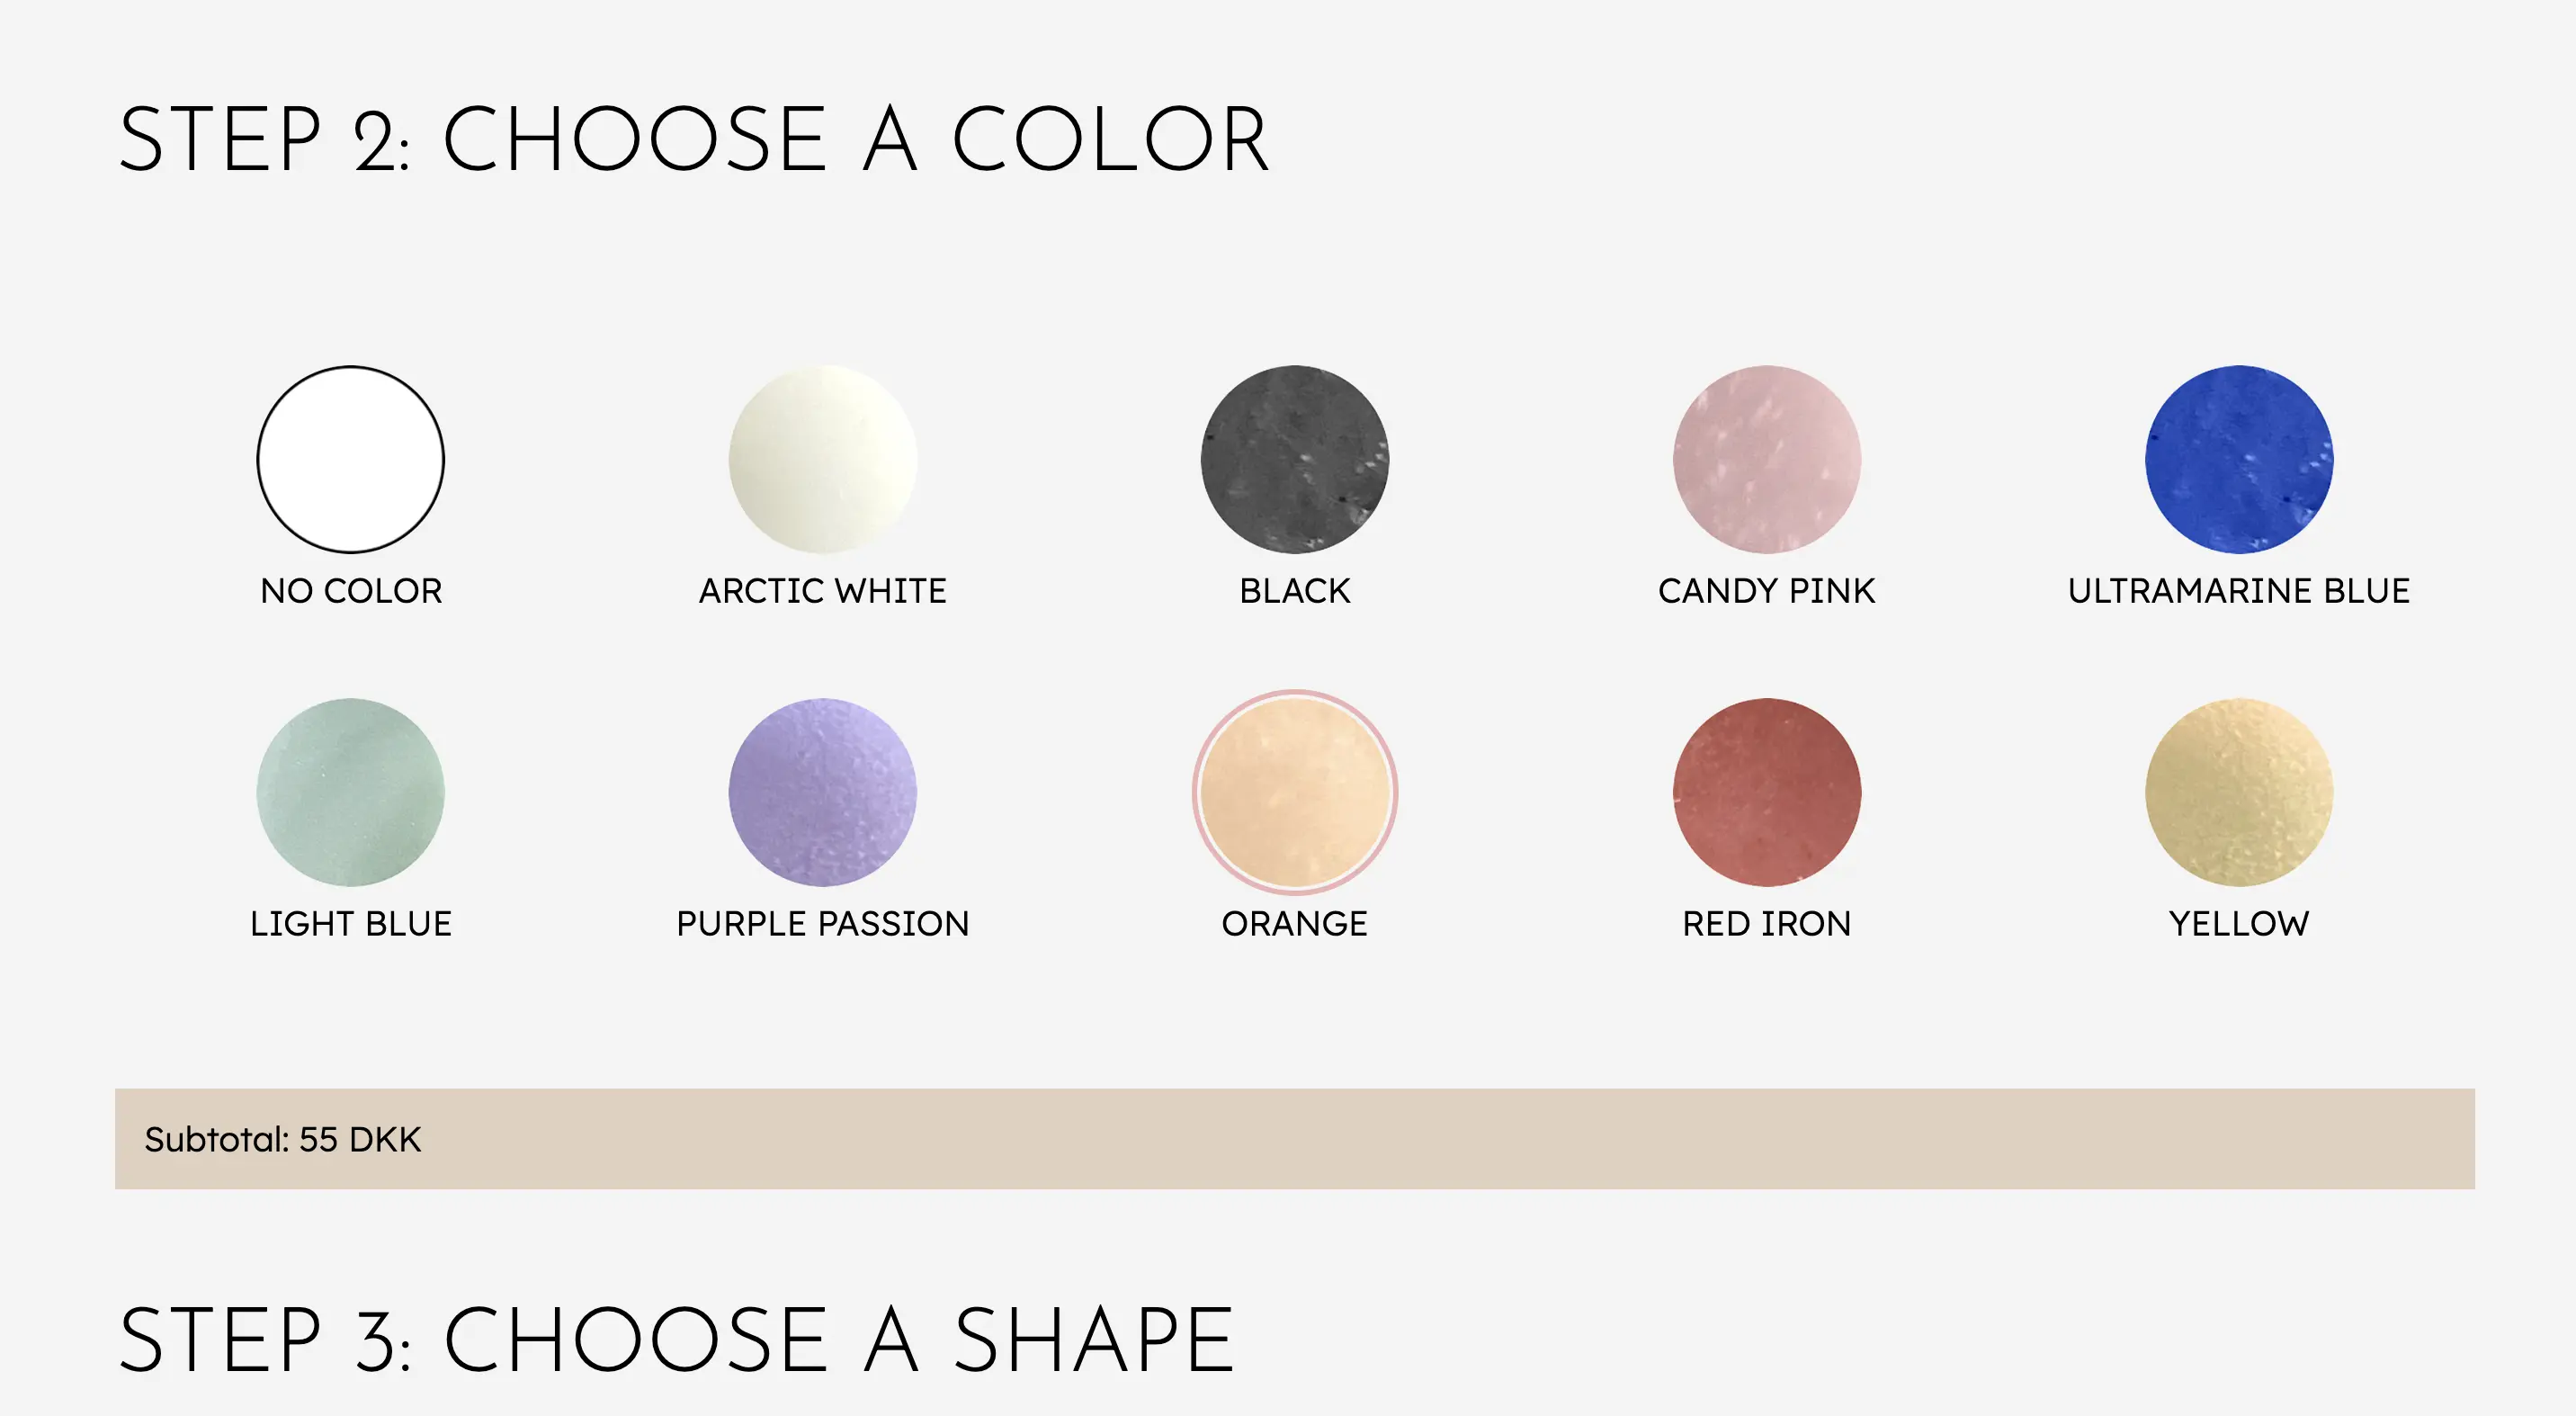 STEP 2: CHOOSE A COLOR
NO COLOR
ARCTIC WHITE
BLACK
CANDY PINK
ULTRAMARINE BLUE
LIGHT BLUE
PURPLE PASSION
ORANGE
RED IRON
YELLOW
Subtotal: 55 DKK
STEP 3: CHOOSE A SHAPE